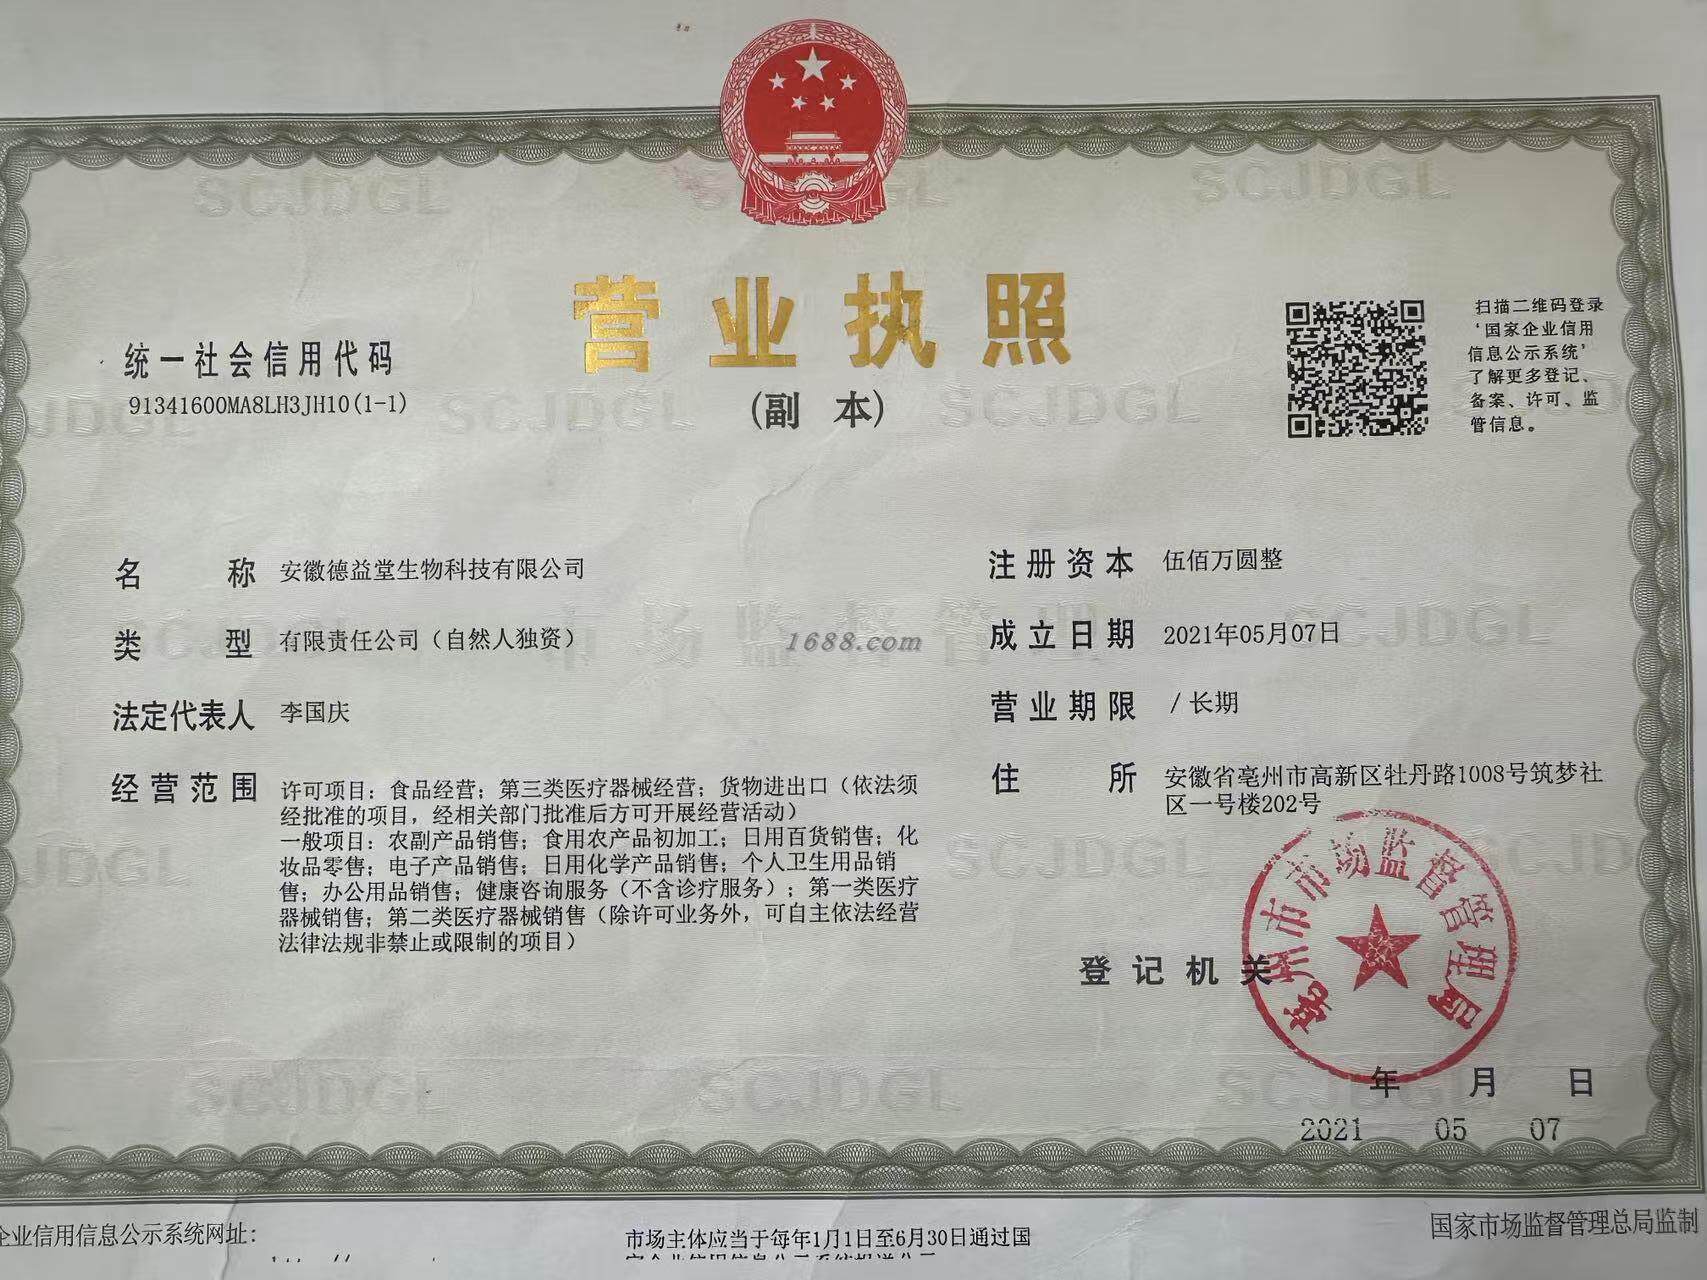 营业执照
(副 本)
统一社会信用代码
91341600MA8LH3JH10(1-1)
扫描二维码登录
‘国家企业信用
信息公示系统’
了解更多登记、
备案、许可、监
管信息。
名 称 安徽德益堂生物科技有限公司
类 型 有限责任公司（自然人独资）
法定代表人 李国庆
经营范围 许可项目：食品经营；第三类医疗器械经营；货物进出口（依法须
经批准的项目，经相关部门批准后方可开展经营活动）
一般项目：农副产品销售；食用农产品初加工；日用百货销售；化
妆品零售；电子产品销售；日用化学产品销售；个人卫生用品销
售；办公用品销售；健康咨询服务（不含诊疗服务）；第一类医疗
器械销售；第二类医疗器械销售（除许可业务外，可自主依法经营
法律法规非禁止或限制的项目）
注册资本 伍佰万圆整
成立日期 2021年05月07日
营业期限 / 长期
住 所 安徽省亳州市高新区牡丹路1008号筑梦社
区一号楼202号
登记机关
亳州市市场监督管理局
年 月 日
2021 05 07
SCJDGL
市场监督管理
1688.com
企业信用信息公示系统网址：
市场主体应当于每年1月1日至6月30日通过国
国家市场监督管理总局监制